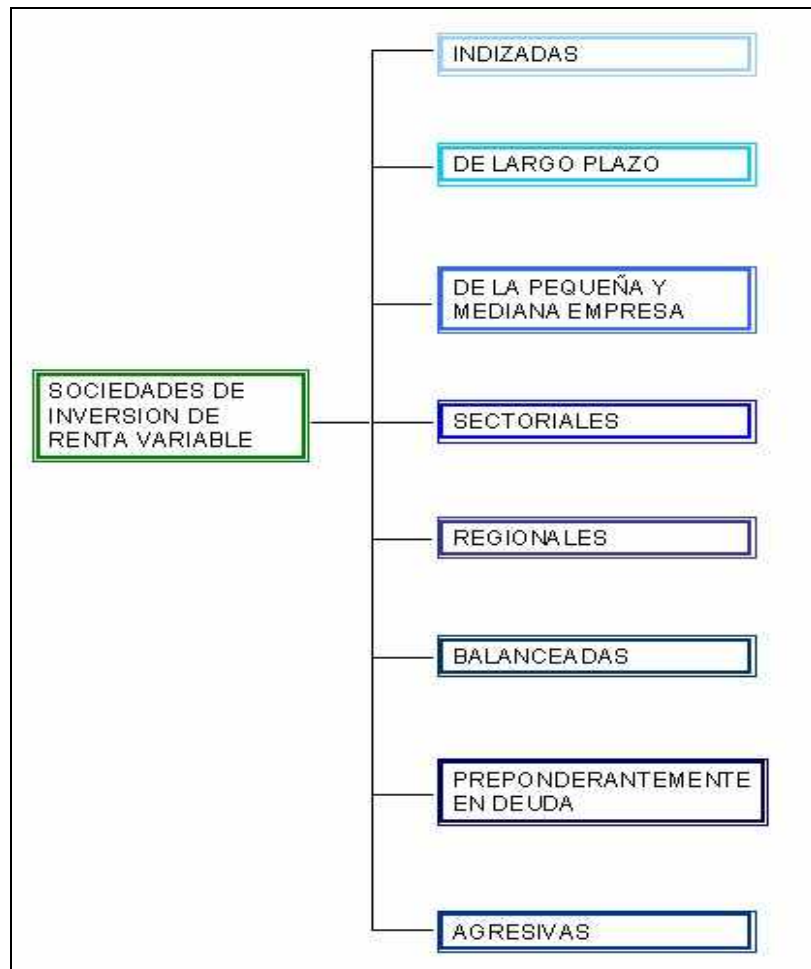 INDIZADAS
DE LARGO PLAZO
DE LA PEQUEÑA Y
MEDIANA EMPRESA
SOCIEDADES DE
INVERSION DE
RENTA VARIABLE
SECTORIALES
REGIONALES
BALANCEADAS
PREPONDERANTEMENTE
EN DEUDA
AGRESIVAS